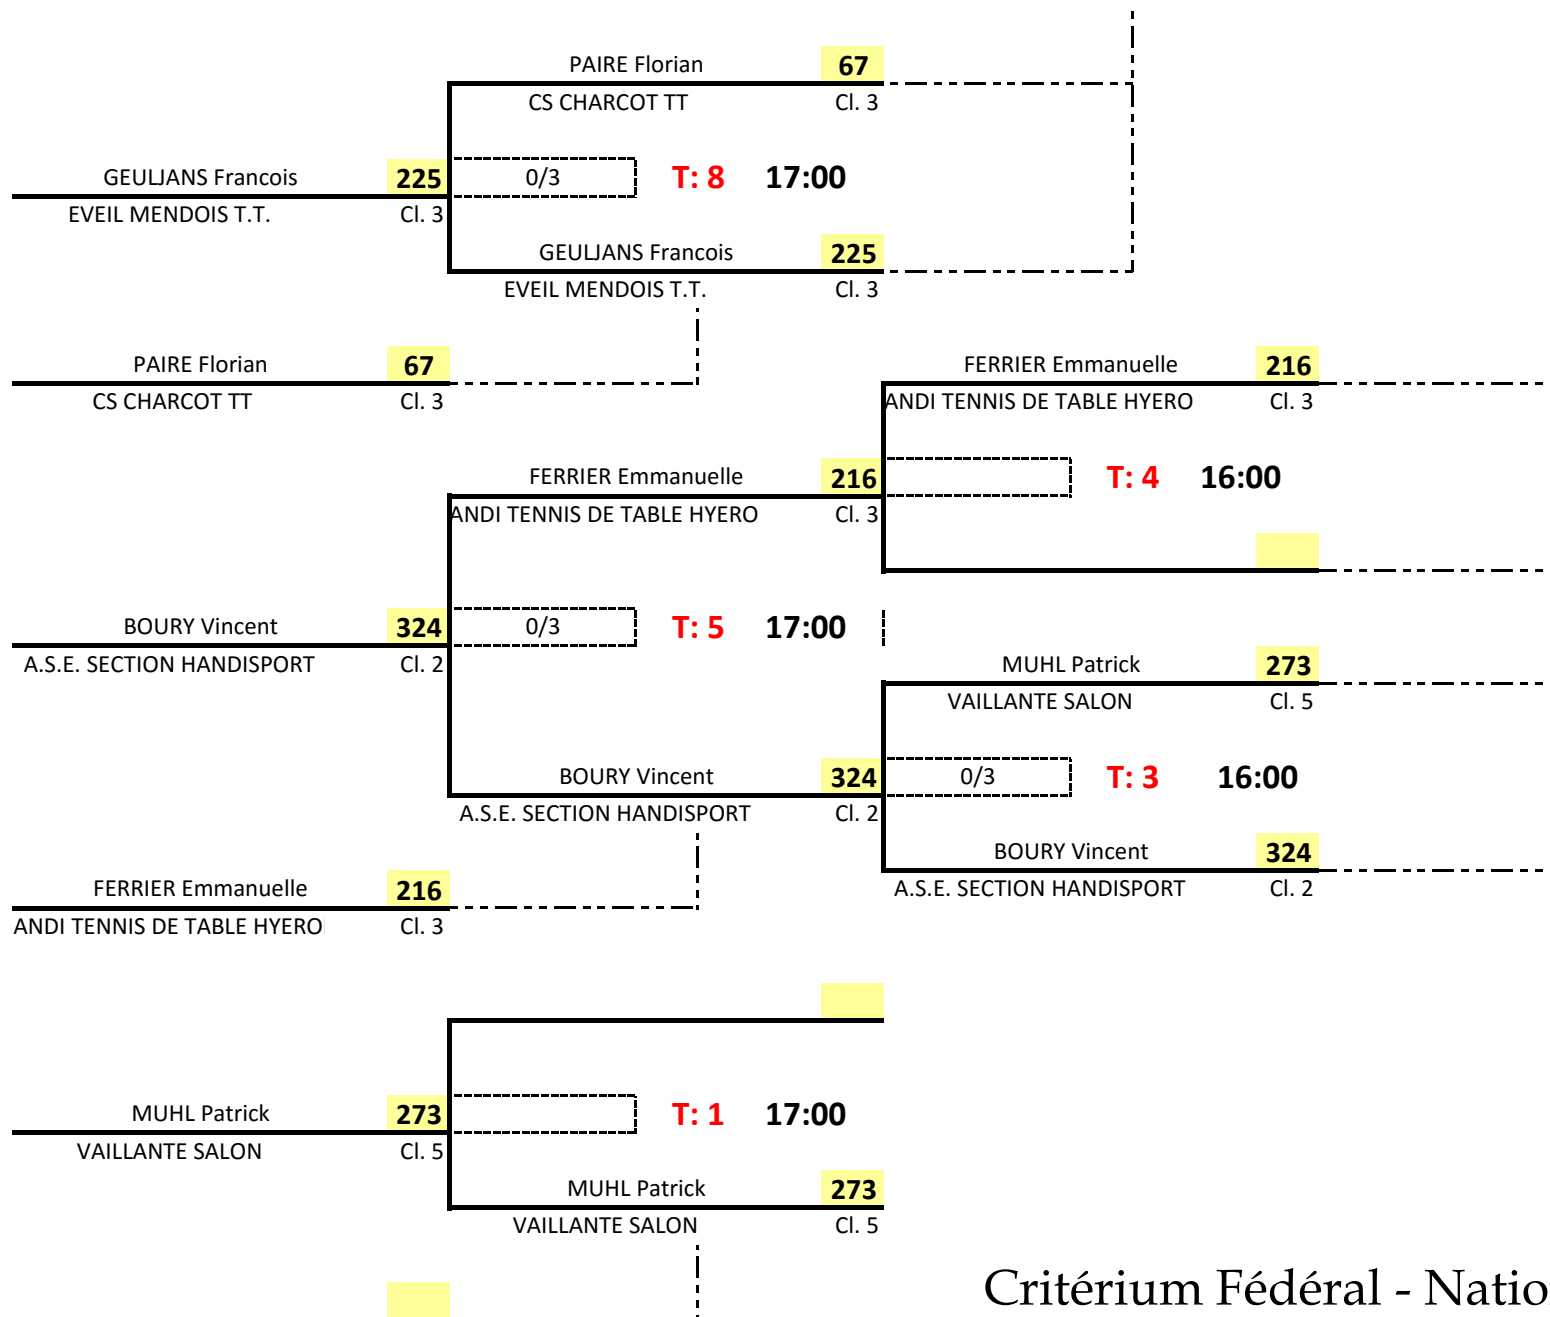 PAIRE Florian 67
CS CHARCOT TT Cl. 3
GEULJANS Francois 225 0/3 T: 8 17:00
EVEIL MENDOIS T.T. Cl. 3
GEULJANS Francois 225
EVEIL MENDOIS T.T. Cl. 3
PAIRE Florian 67 FERRIER Emmanuelle 216
CS CHARCOT TT Cl. 3 ANDI TENNIS DE TABLE HYERO Cl. 3
FERRIER Emmanuelle 216 T: 4 16:00
ANDI TENNIS DE TABLE HYERO Cl. 3
BOURY Vincent 324 0/3 T: 5 17:00
A.S.E. SECTION HANDISPORT Cl. 2 MUHL Patrick 273
VAILLANTE SALON Cl. 5
BOURY Vincent 324 0/3 T: 3 16:00
A.S.E. SECTION HANDISPORT Cl. 2
BOURY Vincent 324
FERRIER Emmanuelle 216 A.S.E. SECTION HANDISPORT Cl. 2
ANDI TENNIS DE TABLE HYERO Cl. 3
MUHL Patrick 273 T: 1 17:00
VAILLANTE SALON Cl. 5
MUHL Patrick 273
VAILLANTE SALON Cl. 5
Critérium Fédéral - Natio